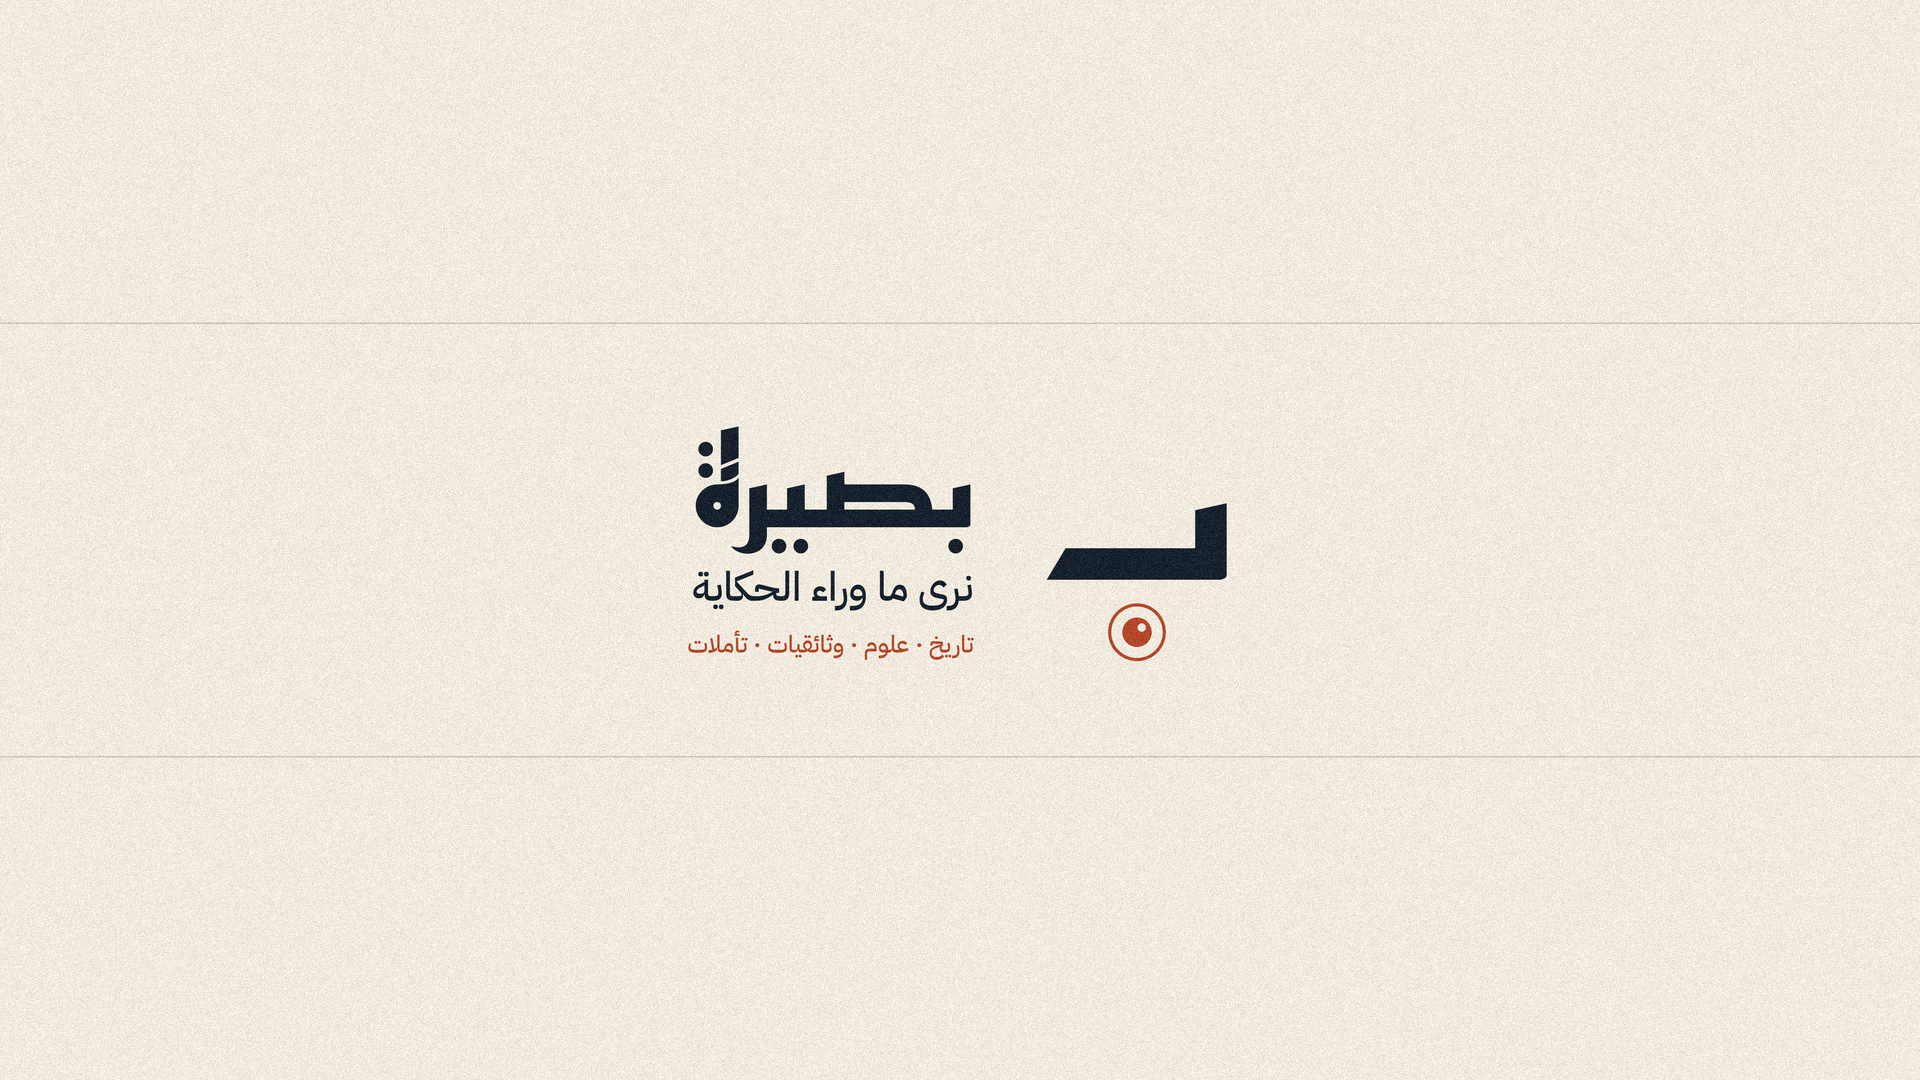 بصيرة
نرى ما وراء الحكاية
تاريخ · علوم · وثائقيات · تأملات